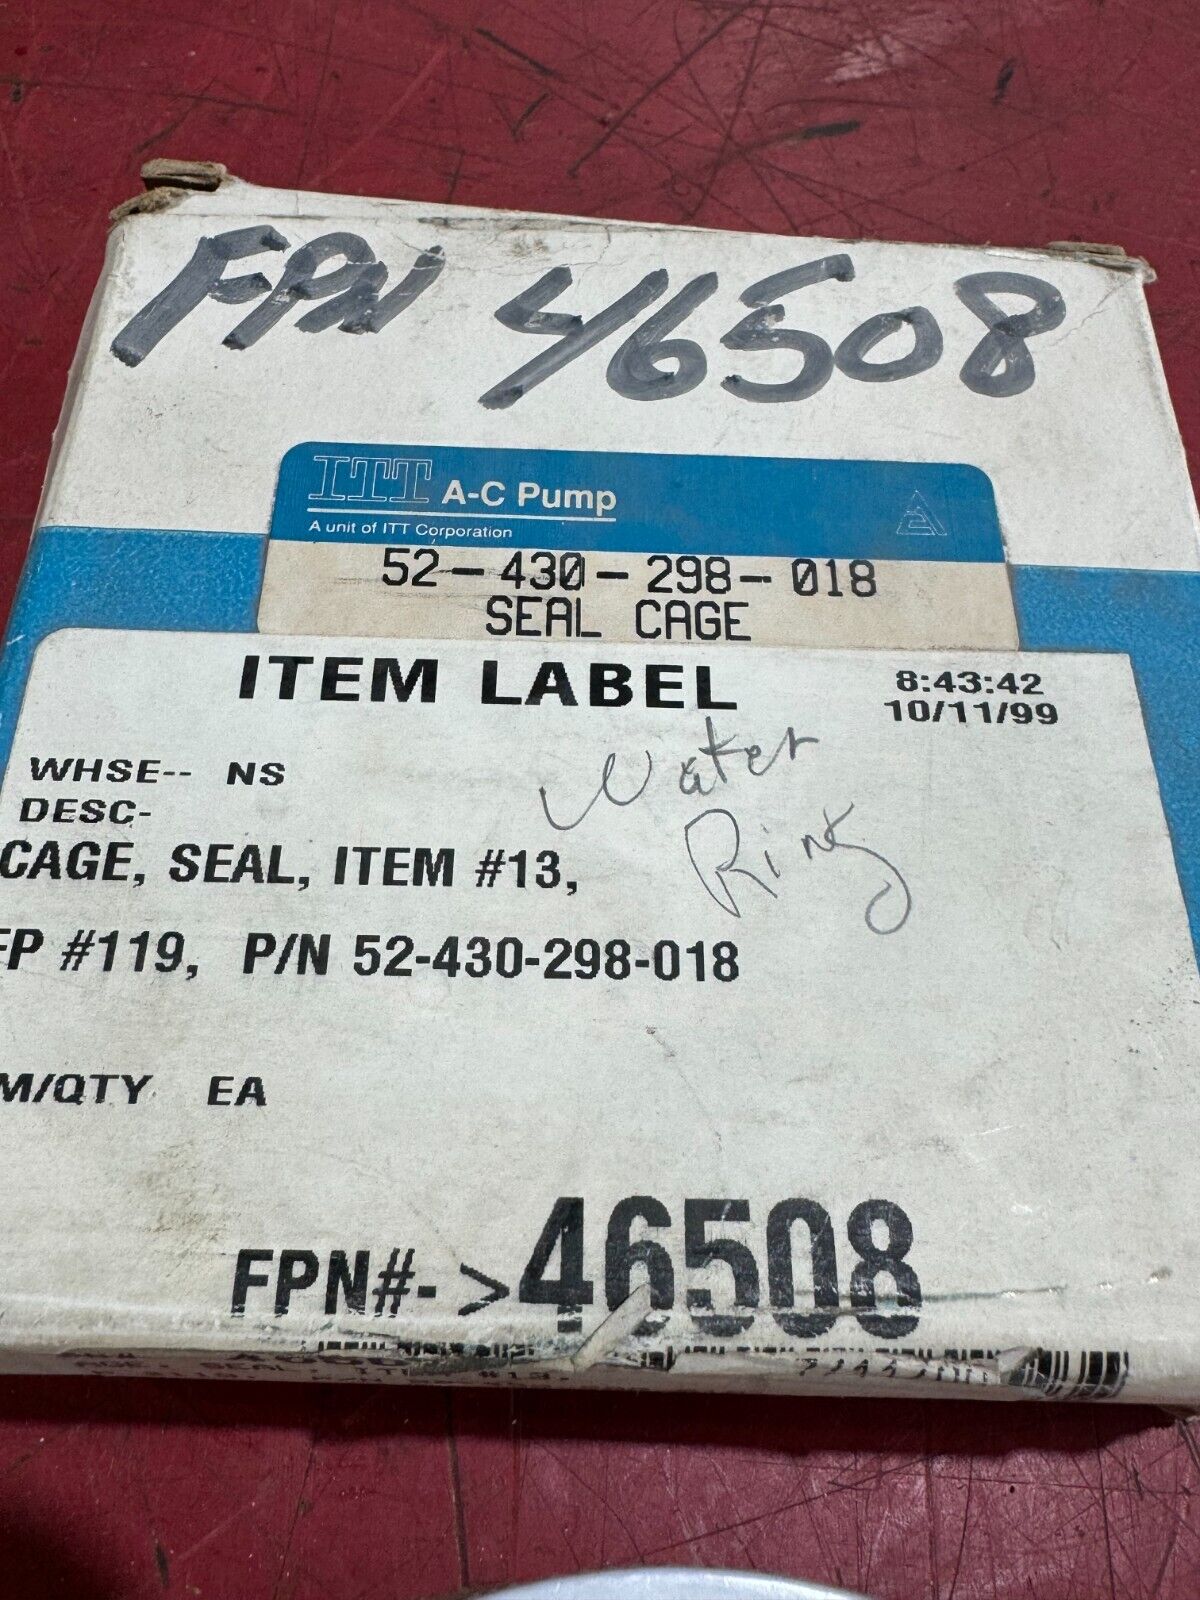 FPN 46508
ITT A-C Pump
A unit of ITT Corporation
52-430-298-018
SEAL CAGE
ITEM LABEL
8:43:42
10/11/99
Water
Ring
WHSE-- NS
DESC-
CAGE, SEAL, ITEM #13,
#119, P/N 52-430-298-018
M/QTY EA
FPN#->46508
#13,